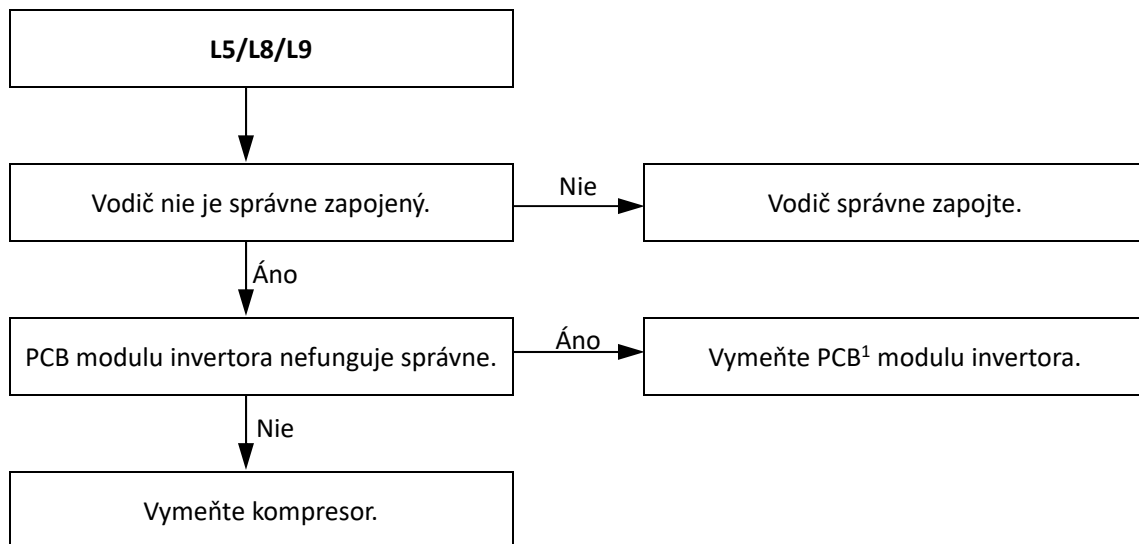 L5/L8/L9
Vodič nie je správne zapojený.
Nie
Vodič správne zapojte.
Áno
PCB modulu invertora nefunguje správne.
Áno
Vymeňte PCB¹ modulu invertora.
Nie
Vymeňte kompresor.